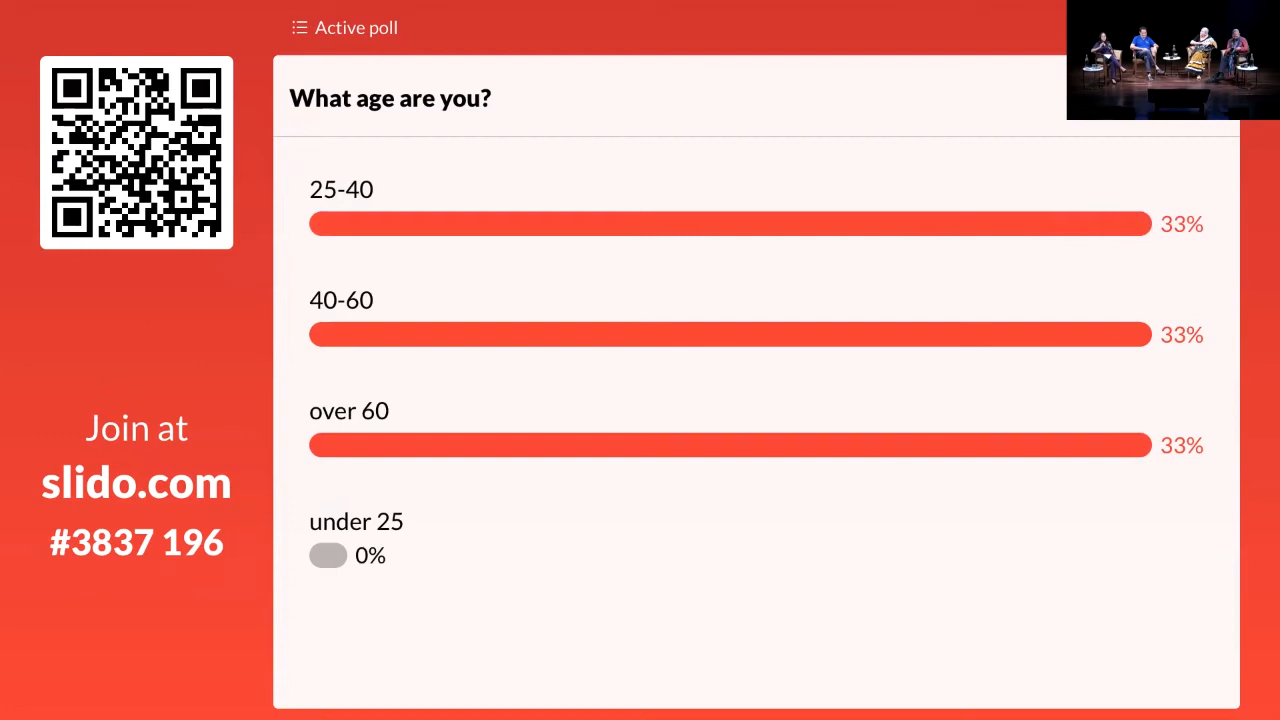 Active poll
What age are you?
25-40
33%
40-60
33%
over 60
33%
under 25
0%
Join at
slido.com
#3837 196